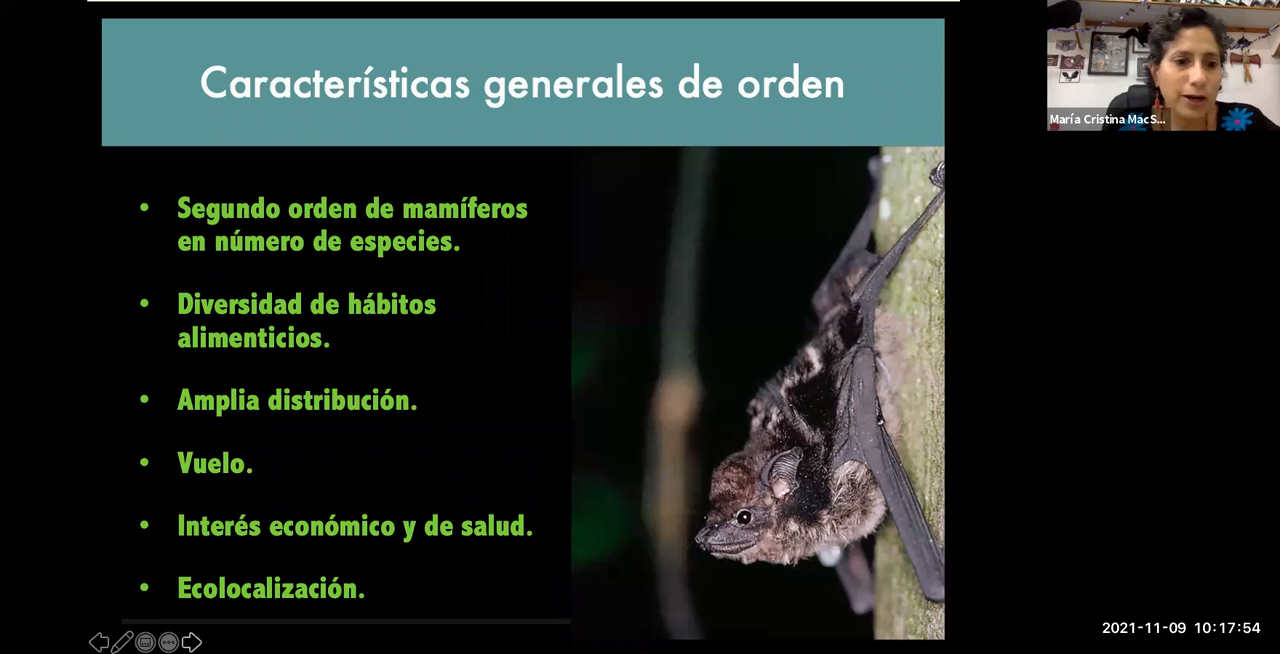 Características generales de orden
María Cristina MacS...
• Segundo orden de mamíferos
en número de especies.
• Diversidad de hábitos
alimenticios.
• Amplia distribución.
• Vuelo.
• Interés económico y de salud.
• Ecolocalización.
2021-11-09 10:17:54